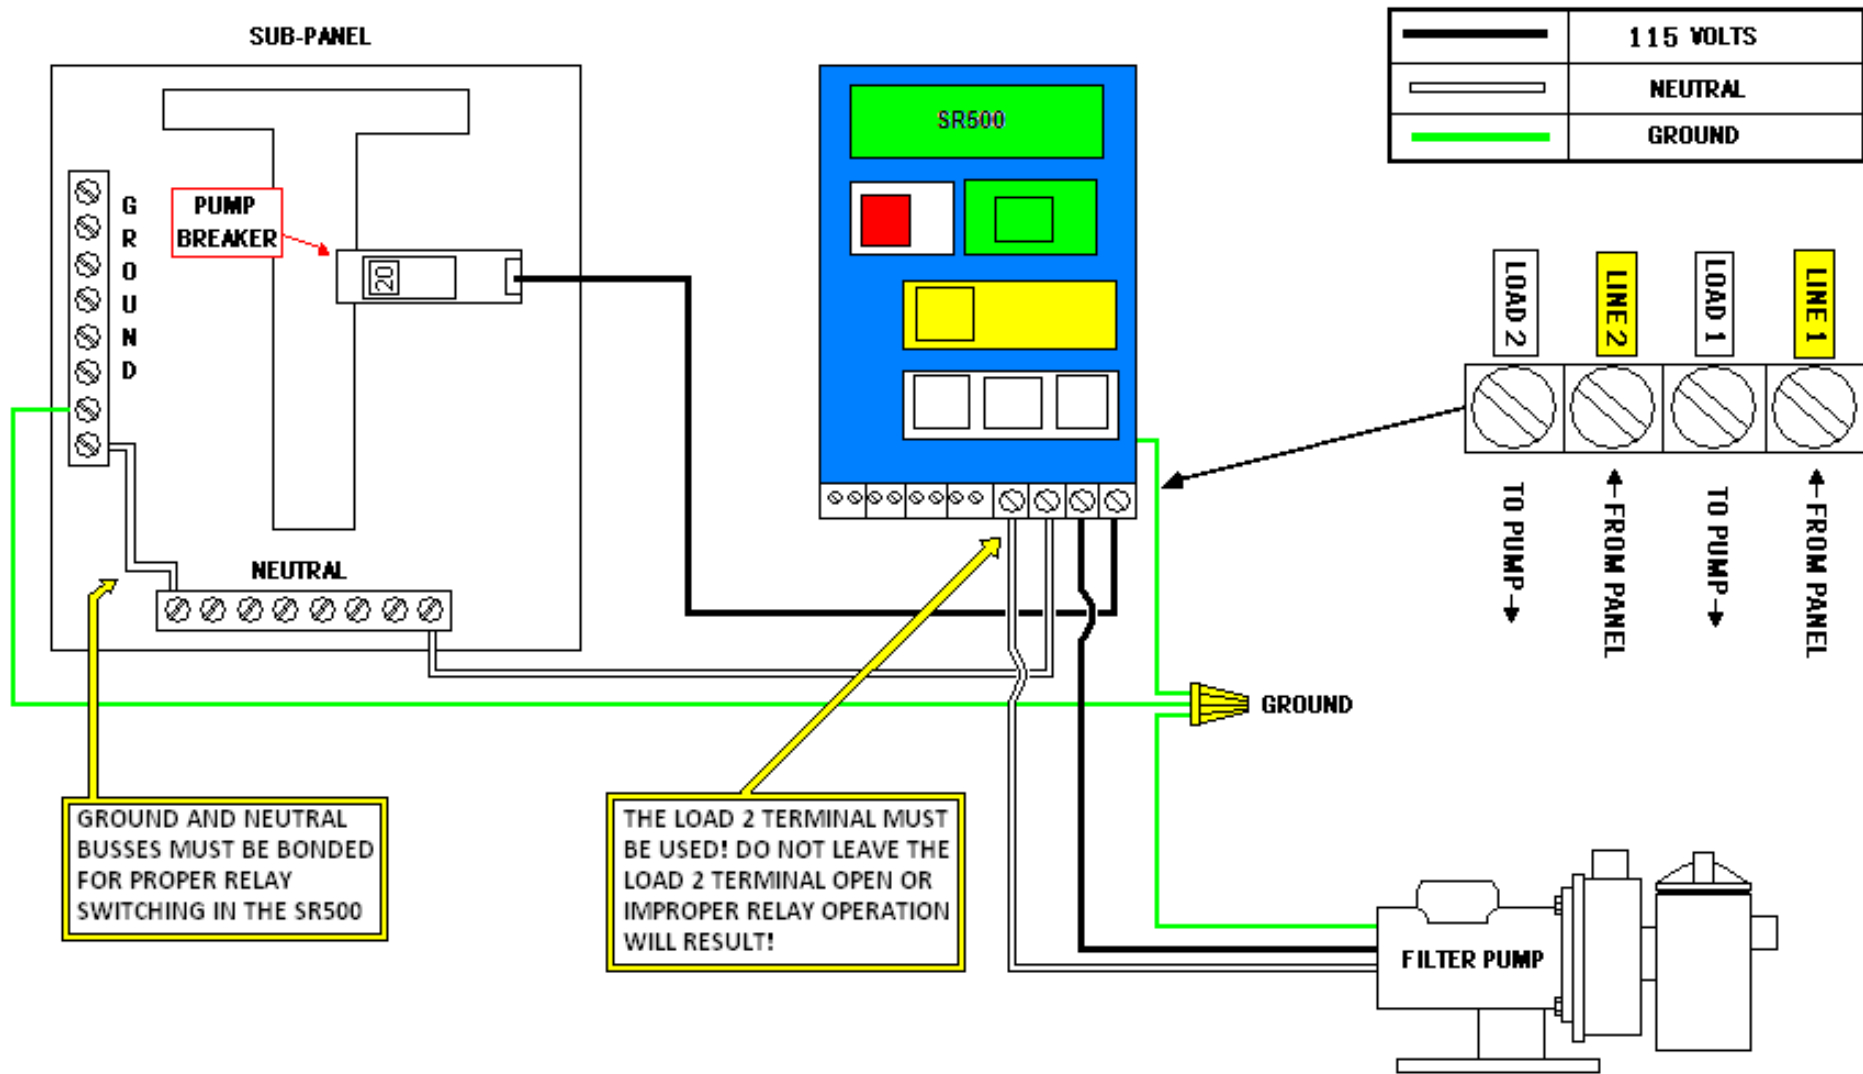 SUB-PANEL
SR500
115 VOLTS
NEUTRAL
GROUND
GROUND
PUMP
BREAKER
20
NEUTRAL
LOAD 2
LINE 2
LOAD 1
LINE 1
TO PUMP
FROM PANEL
TO PUMP
FROM PANEL
GROUND
GROUND AND NEUTRAL
BUSSES MUST BE BONDED
FOR PROPER RELAY
SWITCHING IN THE SR500
THE LOAD 2 TERMINAL MUST
BE USED! DO NOT LEAVE THE
LOAD 2 TERMINAL OPEN OR
IMPROPER RELAY OPERATION
WILL RESULT!
FILTER PUMP